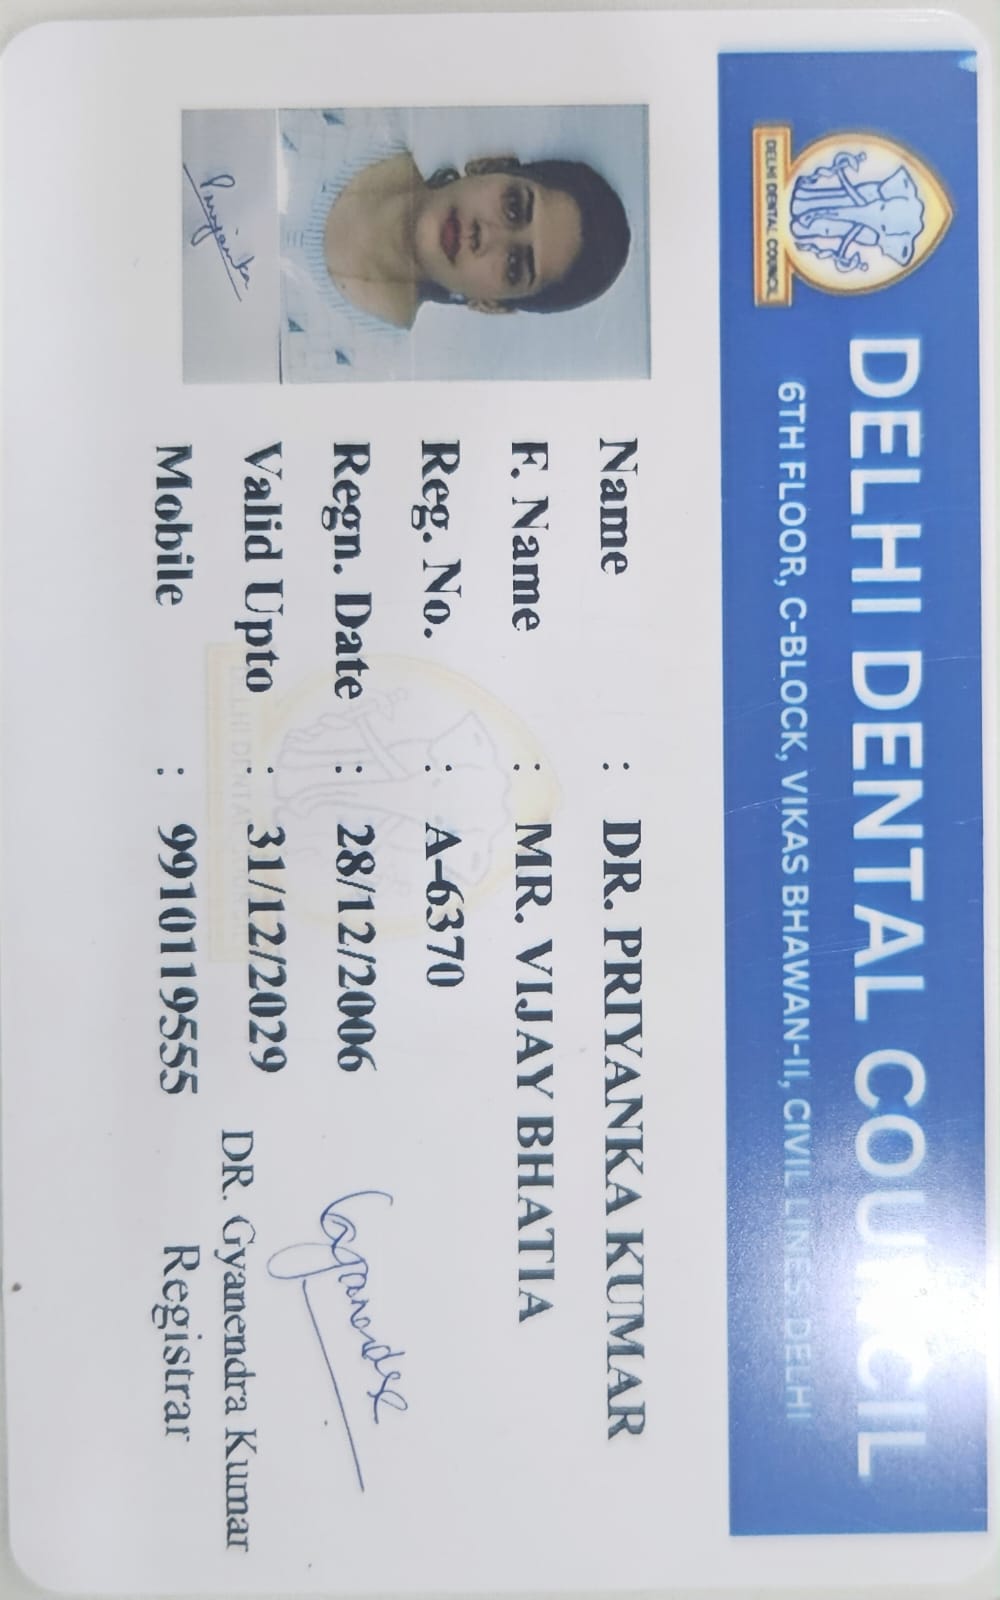 DELHI DENTAL COUNCIL
6TH FLOOR, C-BLOCK, VIKAS BHAWAN-II, CIVIL LINES DELHI
DELHI DENTAL COUNCIL
Name : DR. PRIYANKA KUMAR
F. Name : MR. VIJAY BHATIA
Reg. No. : A-6370
Regn. Date : 28/12/2006
Valid Upto : 31/12/2029
Mobile : 9910119555
Priyanka
Gyanendra
DR. Gyanendra Kumar
Registrar